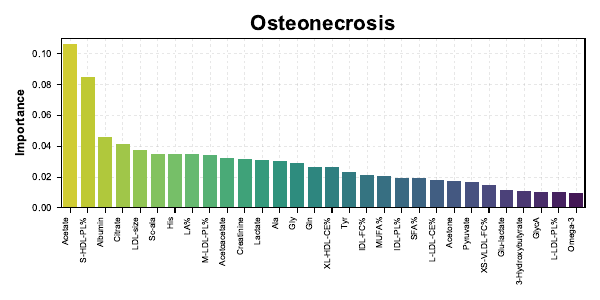 Osteonecrosis
Importance
0.10
0.08
0.06
0.04
0.02
0.00
Acetate
S-HDL-PL%
Albumin
Citrate
LDL-size
Sc-ala
His
LA%
M-LDL-PL%
Acetoacetate
Creatinine
Lactate
Ala
Gly
Gln
XL-HDL-CE%
Tyr
IDL-FC%
MUFA%
IDL-PL%
SFA%
L-LDL-CE%
Acetone
Pyruvate
XS-VLDL-FC%
Glu-lactate
3-Hydroxybutyrate
GlycA
L-LDL-PL%
Omega-3